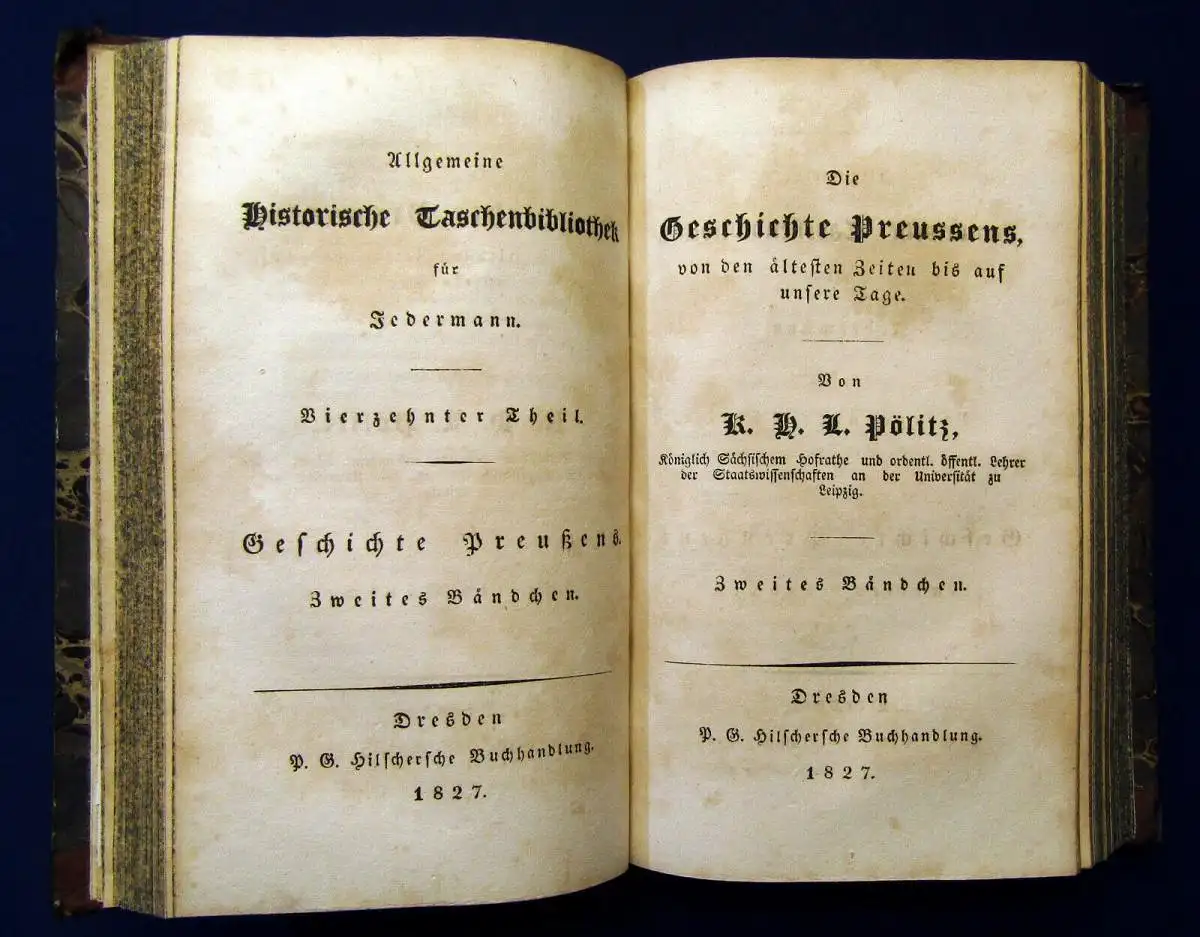 Allgemeine
Historische Taschenbibliothek
für
Jedermann.
Vierzehnter Theil.
Geſchichte Preußens.
Zweites Bändchen.
Dresden
P. G. Hilſcherſche Buchhandlung.
1827.
Die
Geschichte Preussens,
von den älteſten Zeiten bis auf
unſere Tage.
Von
K. H. L. Pölitz,
Königlich Sächſiſchem Hofrathe und ordentl. öffentl. Lehrer
der Staatswiſſenſchaften an der Univerſität zu
Leipzig.
Zweites Bändchen.
Dresden
P. G. Hilſcherſche Buchhandlung.
1827.